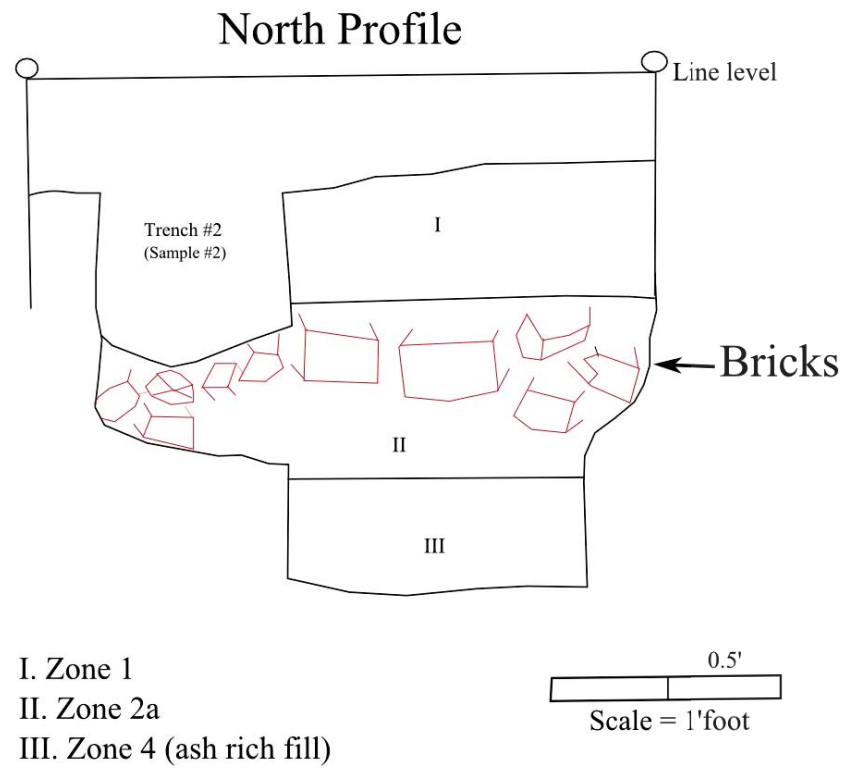 North Profile
Line level
Trench #2
(Sample #2)
I
Bricks
II
III
I. Zone 1
II. Zone 2a
III. Zone 4 (ash rich fill)
0.5'
Scale = 1'foot